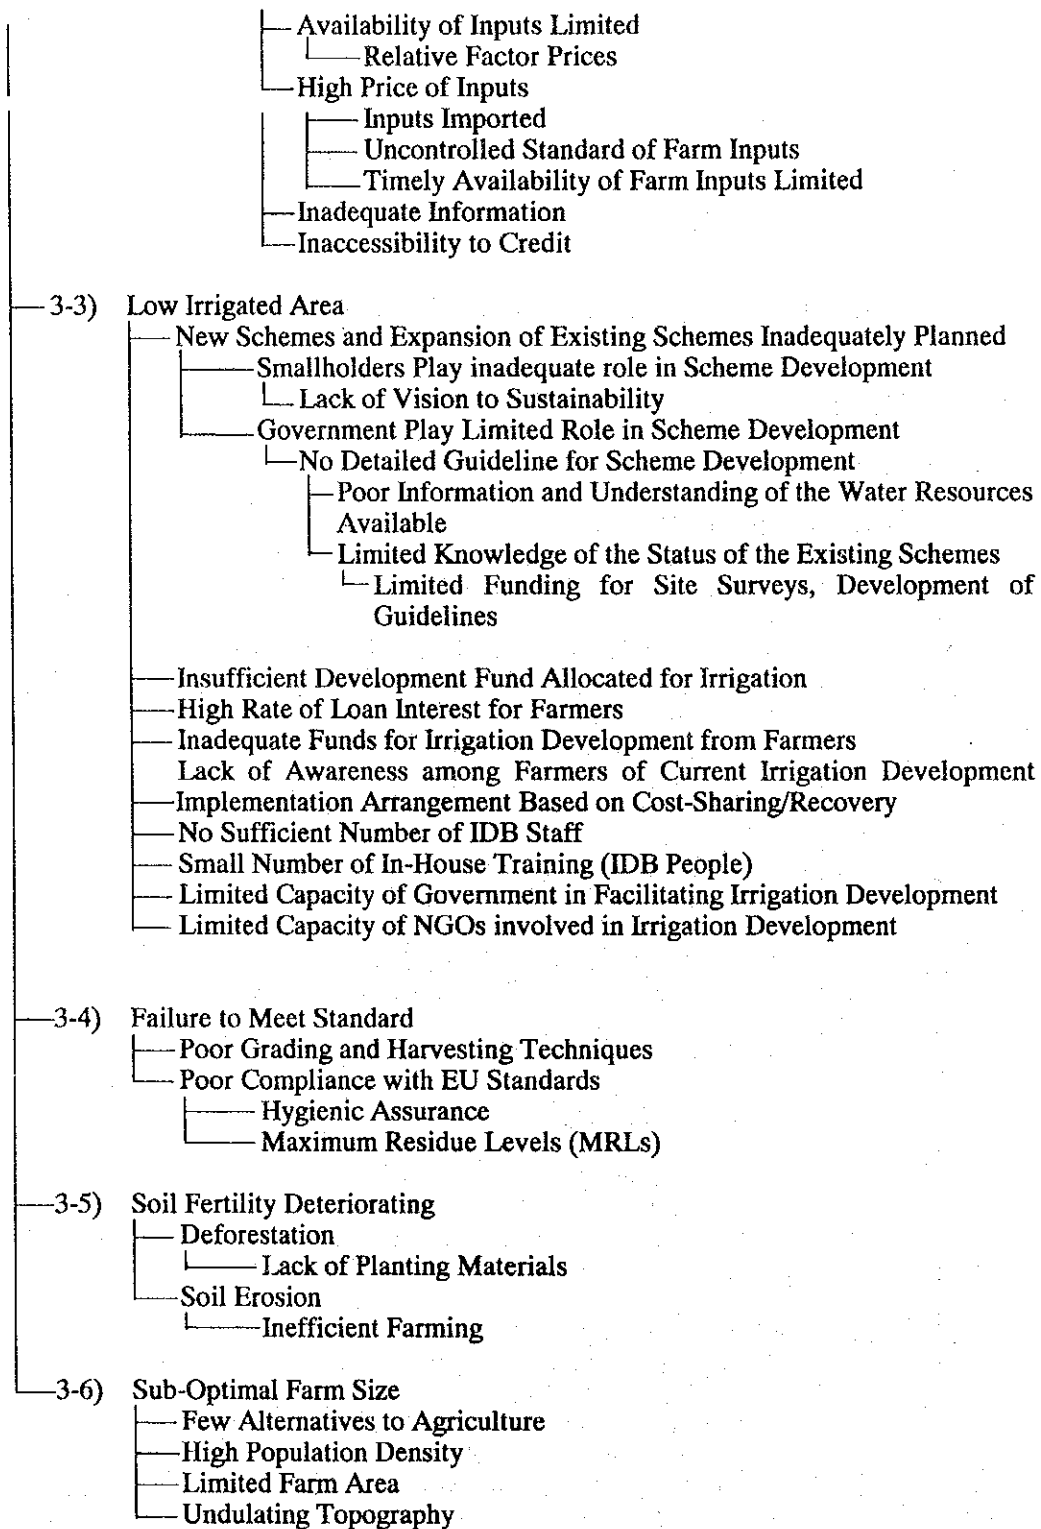 Availability of Inputs Limited
Relative Factor Prices
High Price of Inputs
Inputs Imported
Uncontrolled Standard of Farm Inputs
Timely Availability of Farm Inputs Limited
Inadequate Information
Inaccessibility to Credit
3-3) Low Irrigated Area
New Schemes and Expansion of Existing Schemes Inadequately Planned
Smallholders Play inadequate role in Scheme Development
Lack of Vision to Sustainability
Government Play Limited Role in Scheme Development
No Detailed Guideline for Scheme Development
Poor Information and Understanding of the Water Resources
Available
Limited Knowledge of the Status of the Existing Schemes
Limited Funding for Site Surveys, Development of
Guidelines
Insufficient Development Fund Allocated for Irrigation
High Rate of Loan Interest for Farmers
Inadequate Funds for Irrigation Development from Farmers
Lack of Awareness among Farmers of Current Irrigation Development
Implementation Arrangement Based on Cost-Sharing/Recovery
No Sufficient Number of IDB Staff
Small Number of In-House Training (IDB People)
Limited Capacity of Government in Facilitating Irrigation Development
Limited Capacity of NGOs involved in Irrigation Development
3-4) Failure to Meet Standard
Poor Grading and Harvesting Techniques
Poor Compliance with EU Standards
Hygienic Assurance
Maximum Residue Levels (MRLs)
3-5) Soil Fertility Deteriorating
Deforestation
Lack of Planting Materials
Soil Erosion
Inefficient Farming
3-6) Sub-Optimal Farm Size
Few Alternatives to Agriculture
High Population Density
Limited Farm Area
Undulating Topography